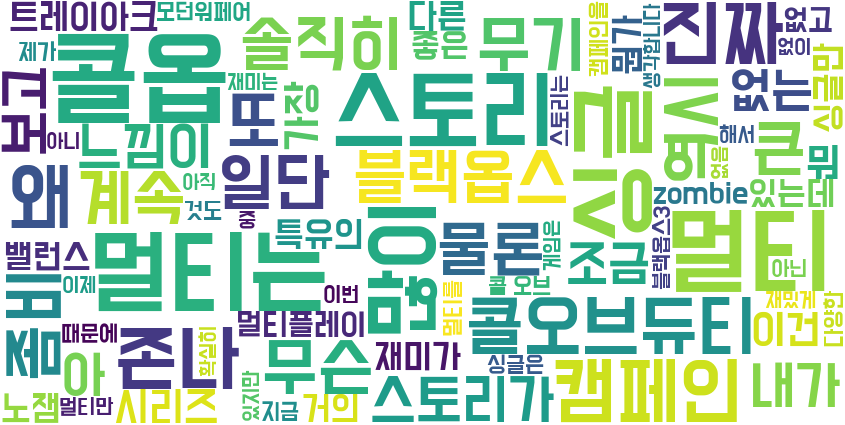 트레이아크
모던워페어
제가
콜옵
솔직히
재미는
가장
다른
좋은
무기
캠페인을
뭔가
생각합니다
진짜
없고
없이
싱글만
없는
보고
아니
느낌이
또
스토리
스토리는
싱글
역시
없음
해서
큰
뭐
왜
계속
아직
것도
일단
중
블랙옵스
zombie
있는데
밸런스
비
이제
멀티는
특유의
이번
많이
물론
게임은
콜 오브
조금
블랙옵스3
멀티
아닌
재밌게
다양한
좀
때문에
존나
확실히
멀티플레이
무슨
재미가
멀티를
콜오브듀티
싱글은
이건
노잼
아
멀티만
시리즈
있지만
지금
거의
스토리가
캠페인
내가